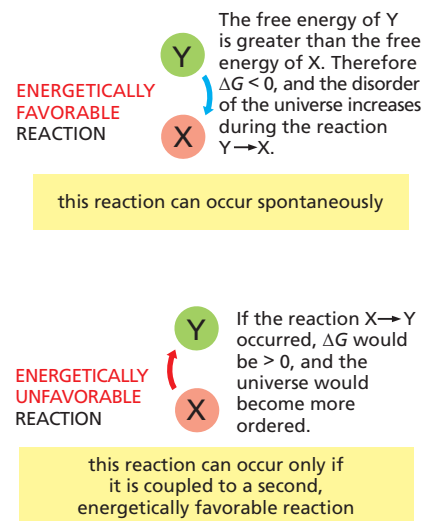 The free energy of Y
is greater than the free
energy of X. Therefore
ΔG < 0, and the disorder
of the universe increases
during the reaction
Y→X.
Y
X
ENERGETICALLY
FAVORABLE
REACTION
this reaction can occur spontaneously
If the reaction X→Y
occurred, ΔG would
be > 0, and the
universe would
become more
ordered.
Y
X
ENERGETICALLY
UNFAVORABLE
REACTION
this reaction can occur only if
it is coupled to a second,
energetically favorable reaction